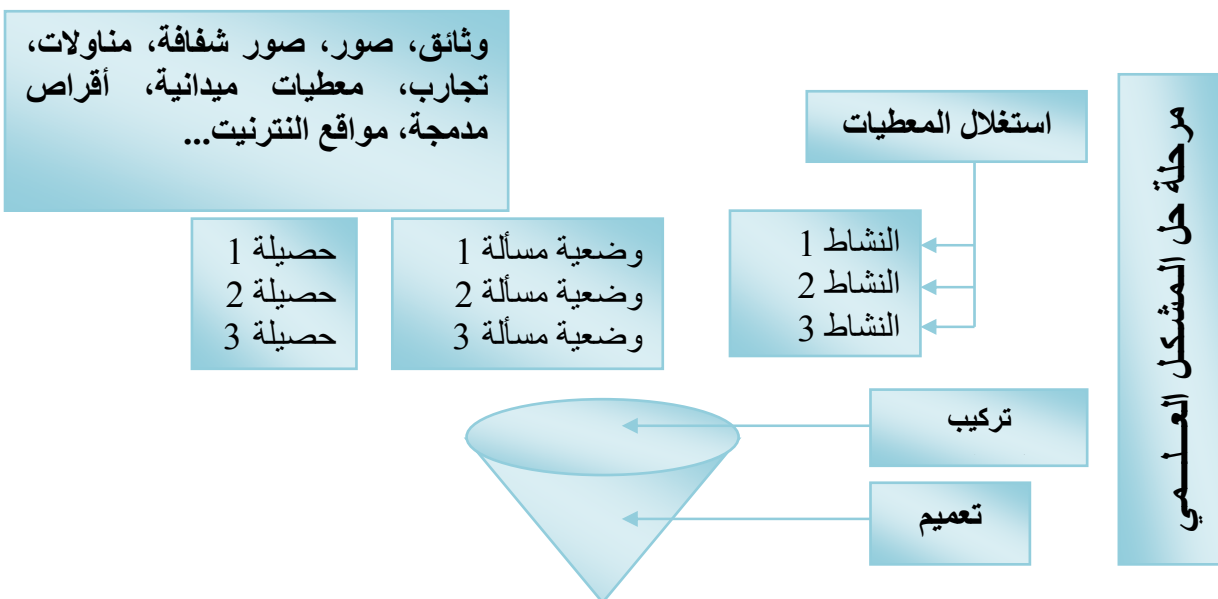 مرحلة حل المشكل العلمي
وثائق، صور، صور شفافة، مناولات،
تجارب، معطيات ميدانية، أقراص
مدمجة، مواقع النترنيت...
استغلال المعطيات
النشاط 1
النشاط 2
النشاط 3
وضعية مسألة 1
وضعية مسألة 2
وضعية مسألة 3
حصيلة 1
حصيلة 2
حصيلة 3
تركيب
تعميم